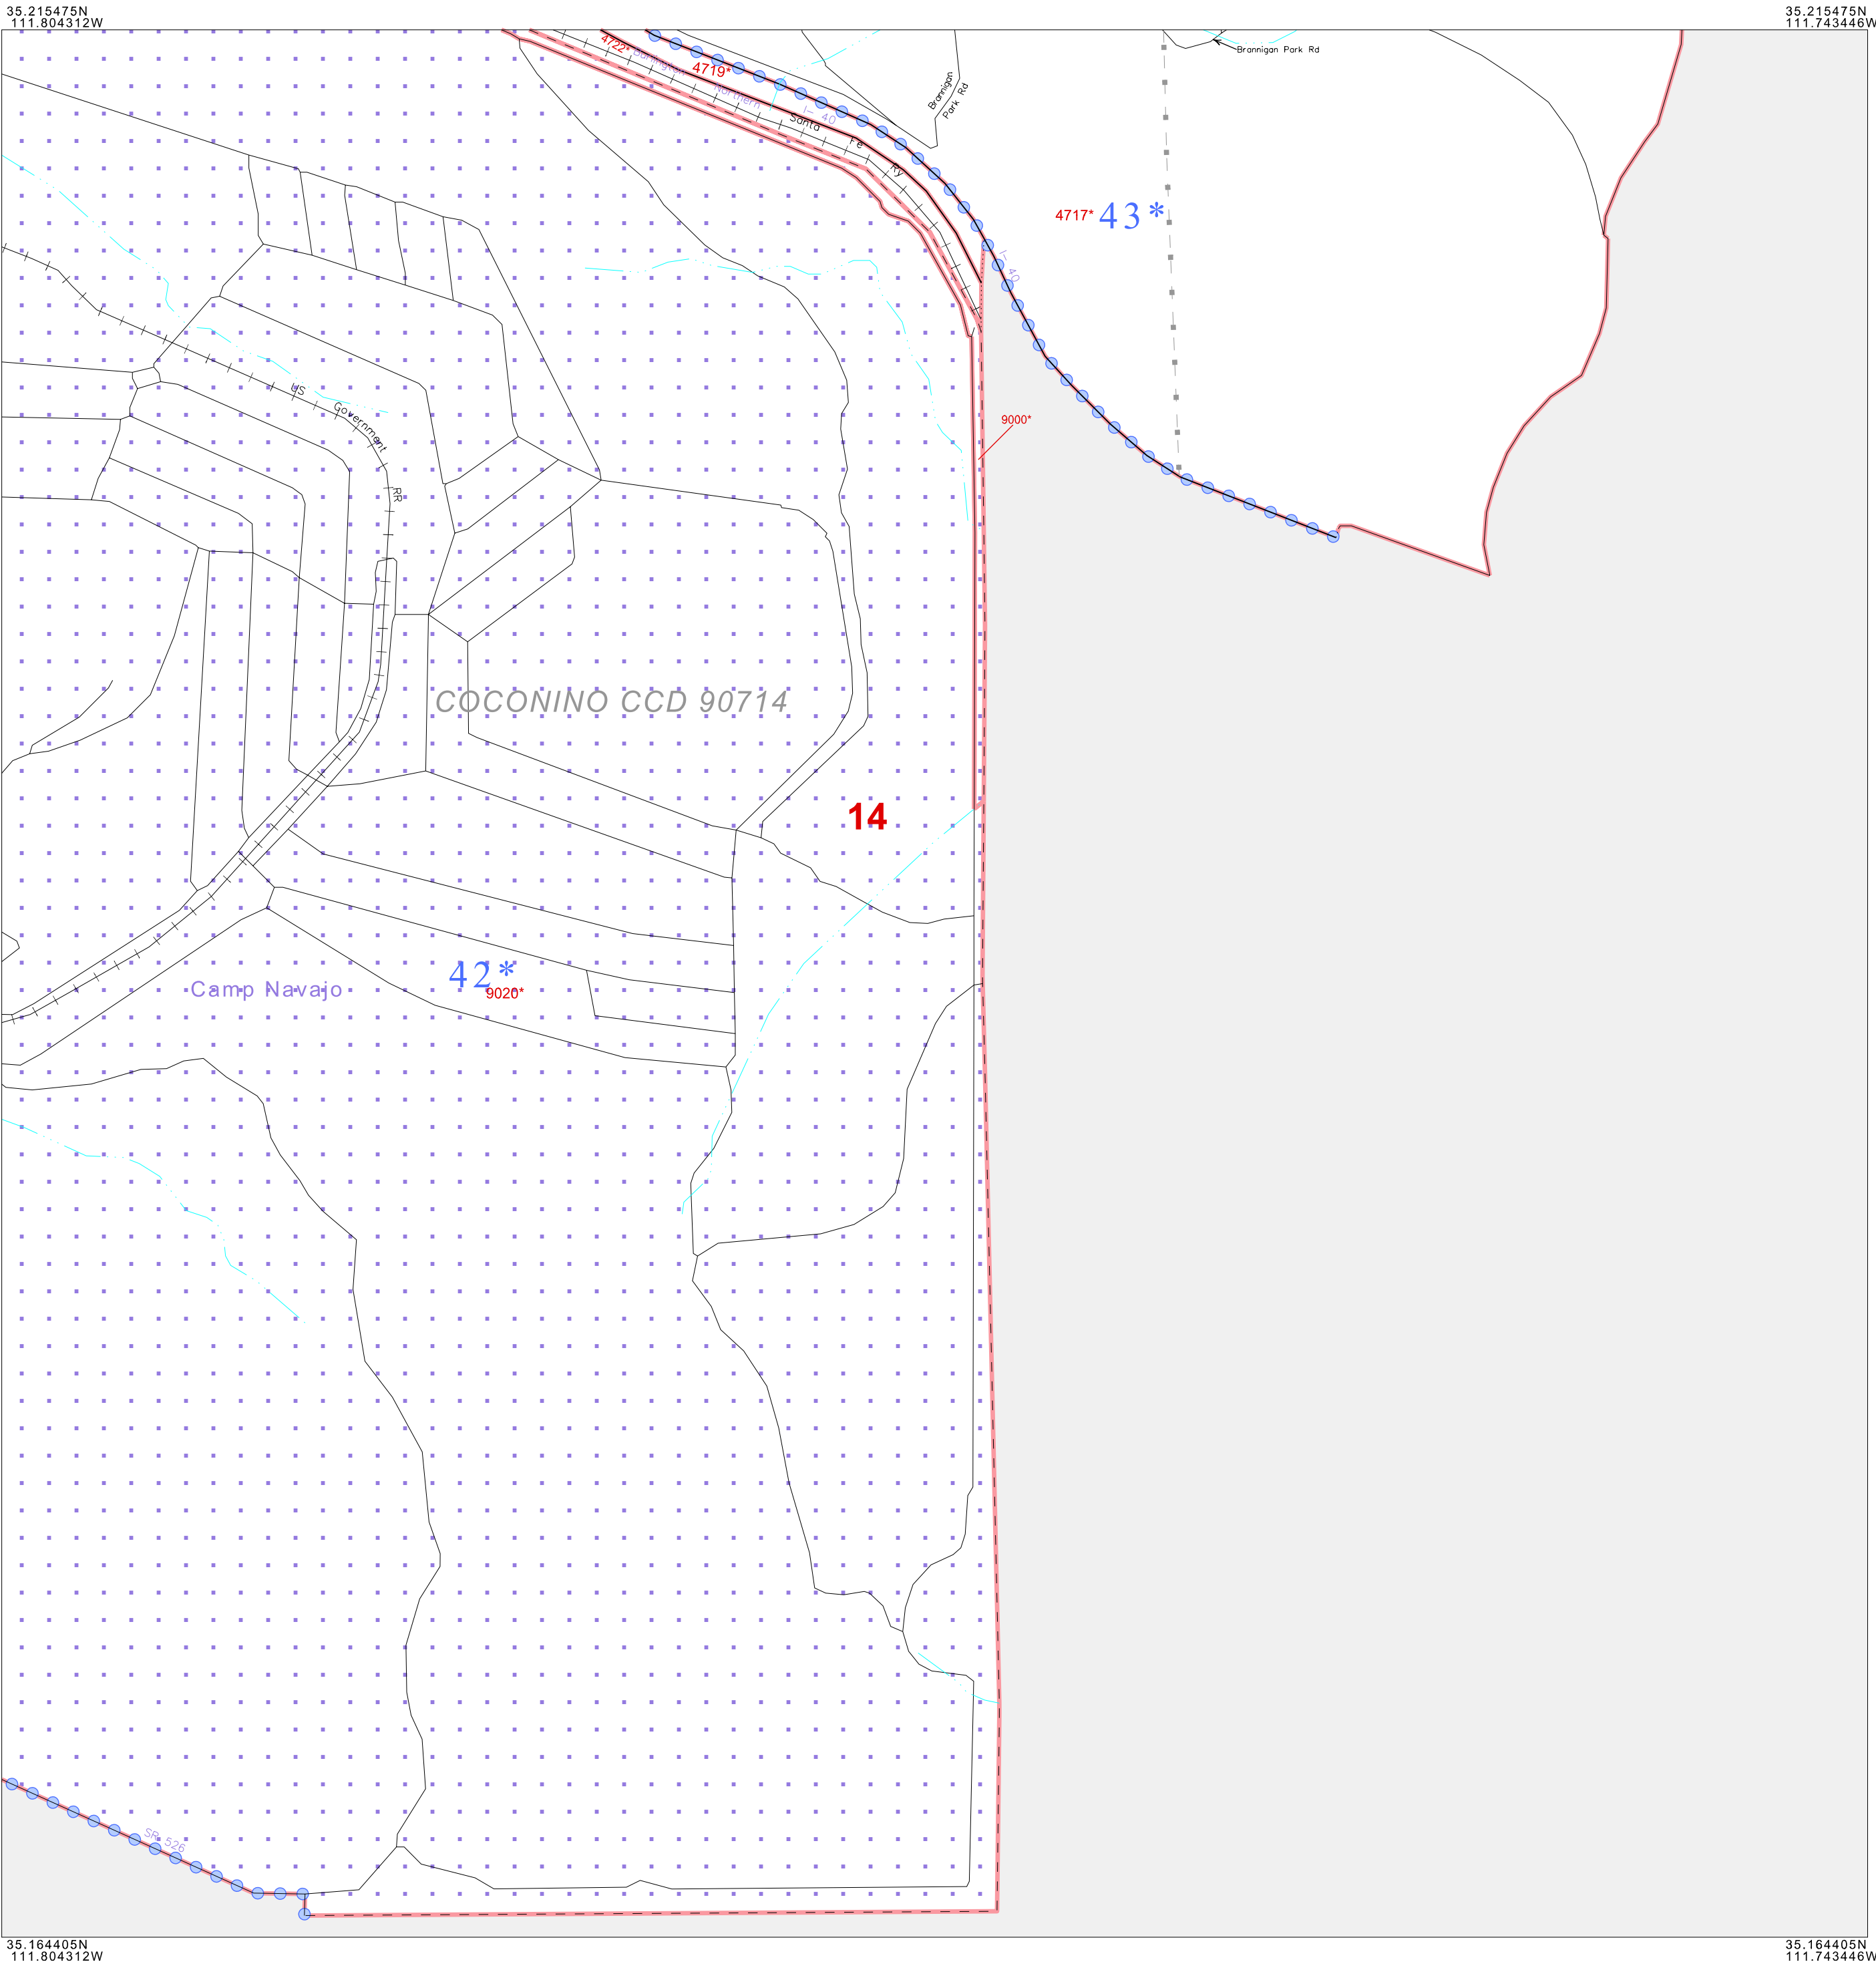 35.215475N
111.804312W
35.215475N
111.743446W
4722*
Burlington
4719*
Northern
I- 40
Santa
Fe
Ry
Brannigan
Park Rd
Brannigan Park Rd
4717* 43*
I- 40
US
Government
RR
9000*
COCONINO CCD 90714
14
42*
9020*
Camp Navajo
SR 526
35.164405N
111.804312W
35.164405N
111.743446W